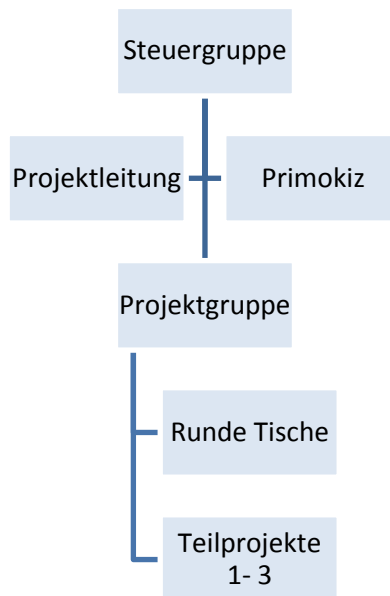 Steuergruppe
Projektleitung
Primokiz
Projektgruppe
Runde Tische
Teilprojekte
1- 3